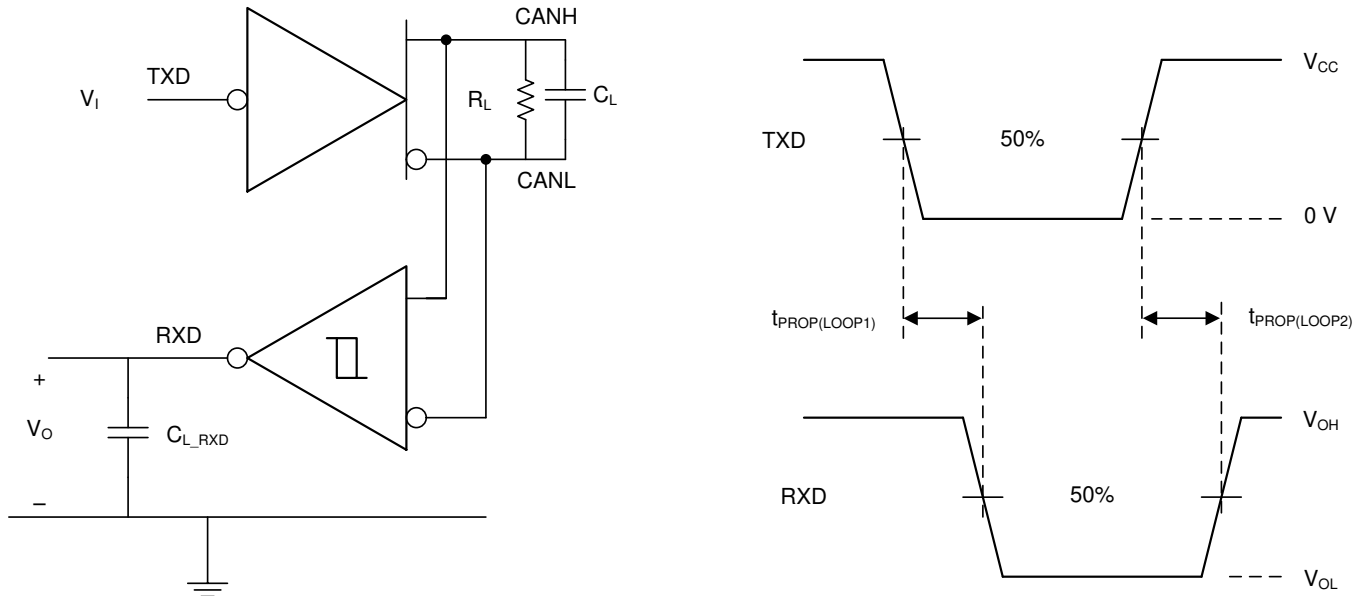 CANH
TXD
V_I
R_L
C_L
CANL
RXD
+
V_O
C_L_RXD
–
V_CC
TXD
50%
0 V
t_PROP(LOOP1)
t_PROP(LOOP2)
V_OH
RXD
50%
V_OL